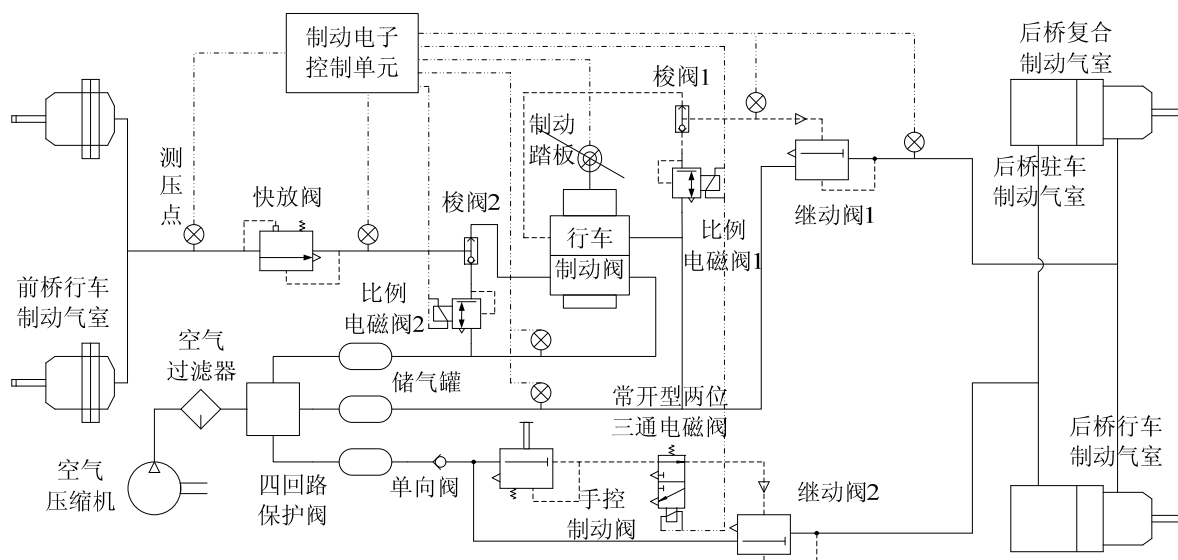 制动电子
控制单元
后桥复合
制动气室
梭阀1
制动
踏板
测
压
点
快放阀
梭阀2
后桥驻车
制动气室
继动阀1
行车
制动阀
比例
电磁阀1
前桥行车
制动气室
比例
电磁阀2
空气
过滤器
储气罐
常开型两位
三通电磁阀
后桥行车
制动气室
空气
压缩机
四回路
保护阀
单向阀
手控
制动阀
继动阀2